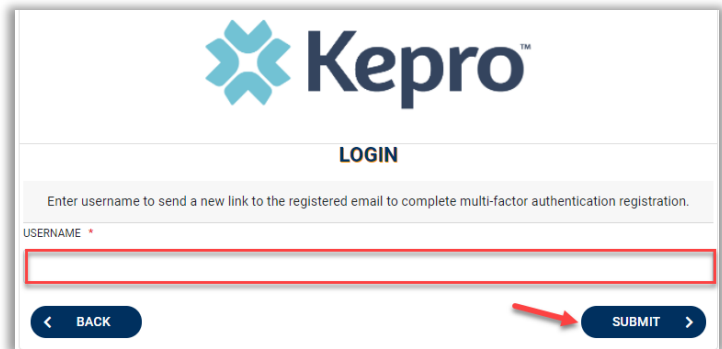 Kepro™
LOGIN
Enter username to send a new link to the registered email to complete multi-factor authentication registration.
USERNAME *
BACK
SUBMIT